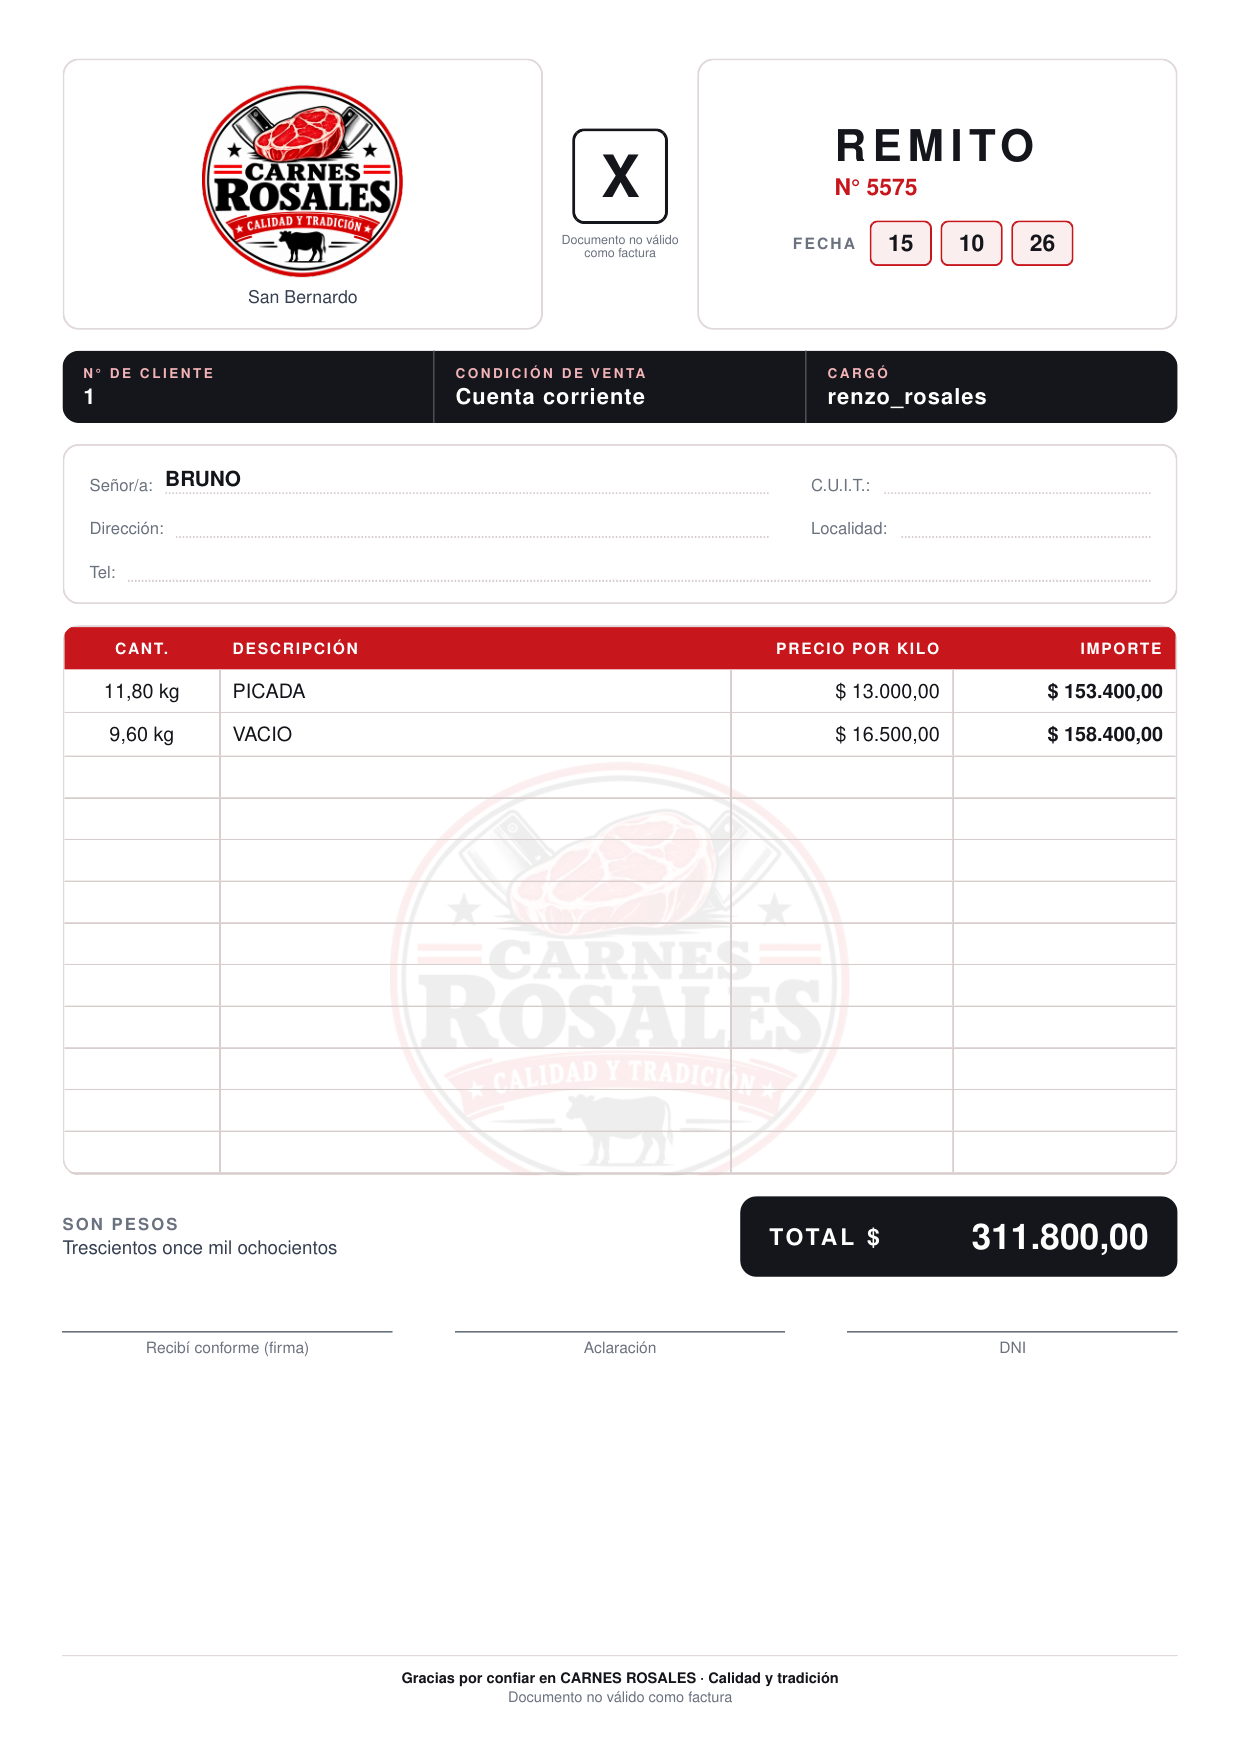 CARNES
ROSALES
CALIDAD Y TRADICIÓN
San Bernardo
X
Documento no válido
como factura
REMITO
N° 5575
FECHA 15 10 26
N° DE CLIENTE
1
CONDICIÓN DE VENTA
Cuenta corriente
CARGÓ
renzo_rosales
Señor/a: BRUNO
C.U.I.T.:
Dirección:
Localidad:
Tel:
CANT. DESCRIPCIÓN PRECIO POR KILO IMPORTE
11,80 kg PICADA $ 13.000,00 $ 153.400,00
9,60 kg VACIO $ 16.500,00 $ 158.400,00
CARNES
ROSALES
CALIDAD Y TRADICIÓN
SON PESOS
Trescientos once mil ochocientos
TOTAL $ 311.800,00
Recibí conforme (firma)
Aclaración
DNI
Gracias por confiar en CARNES ROSALES · Calidad y tradición
Documento no válido como factura